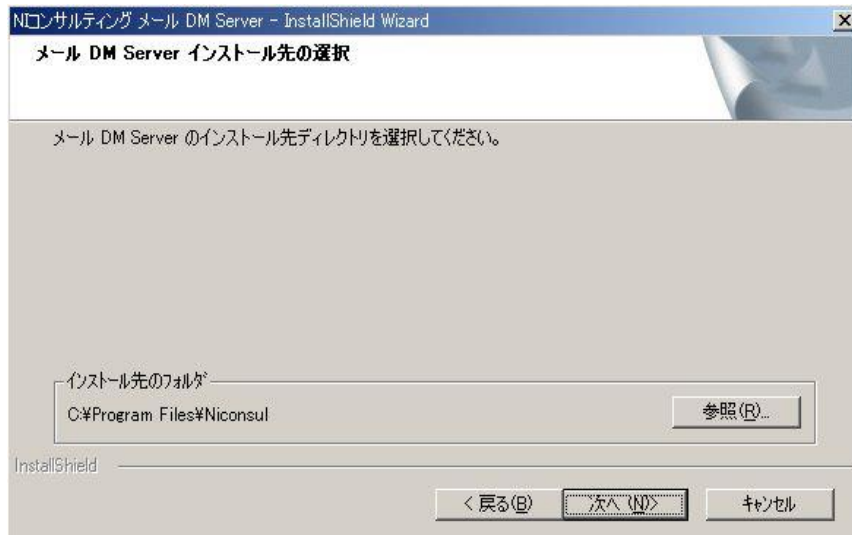 NIコンサルティング メール DM Server - InstallShield Wizard
メール DM Server インストール先の選択
メール DM Server のインストール先ディレクトリを選択してください。
インストール先のフォルダ
C:¥Program Files¥Niconsul
参照(R)...
InstallShield
< 戻る(B)
次へ (N)>
キャンセル